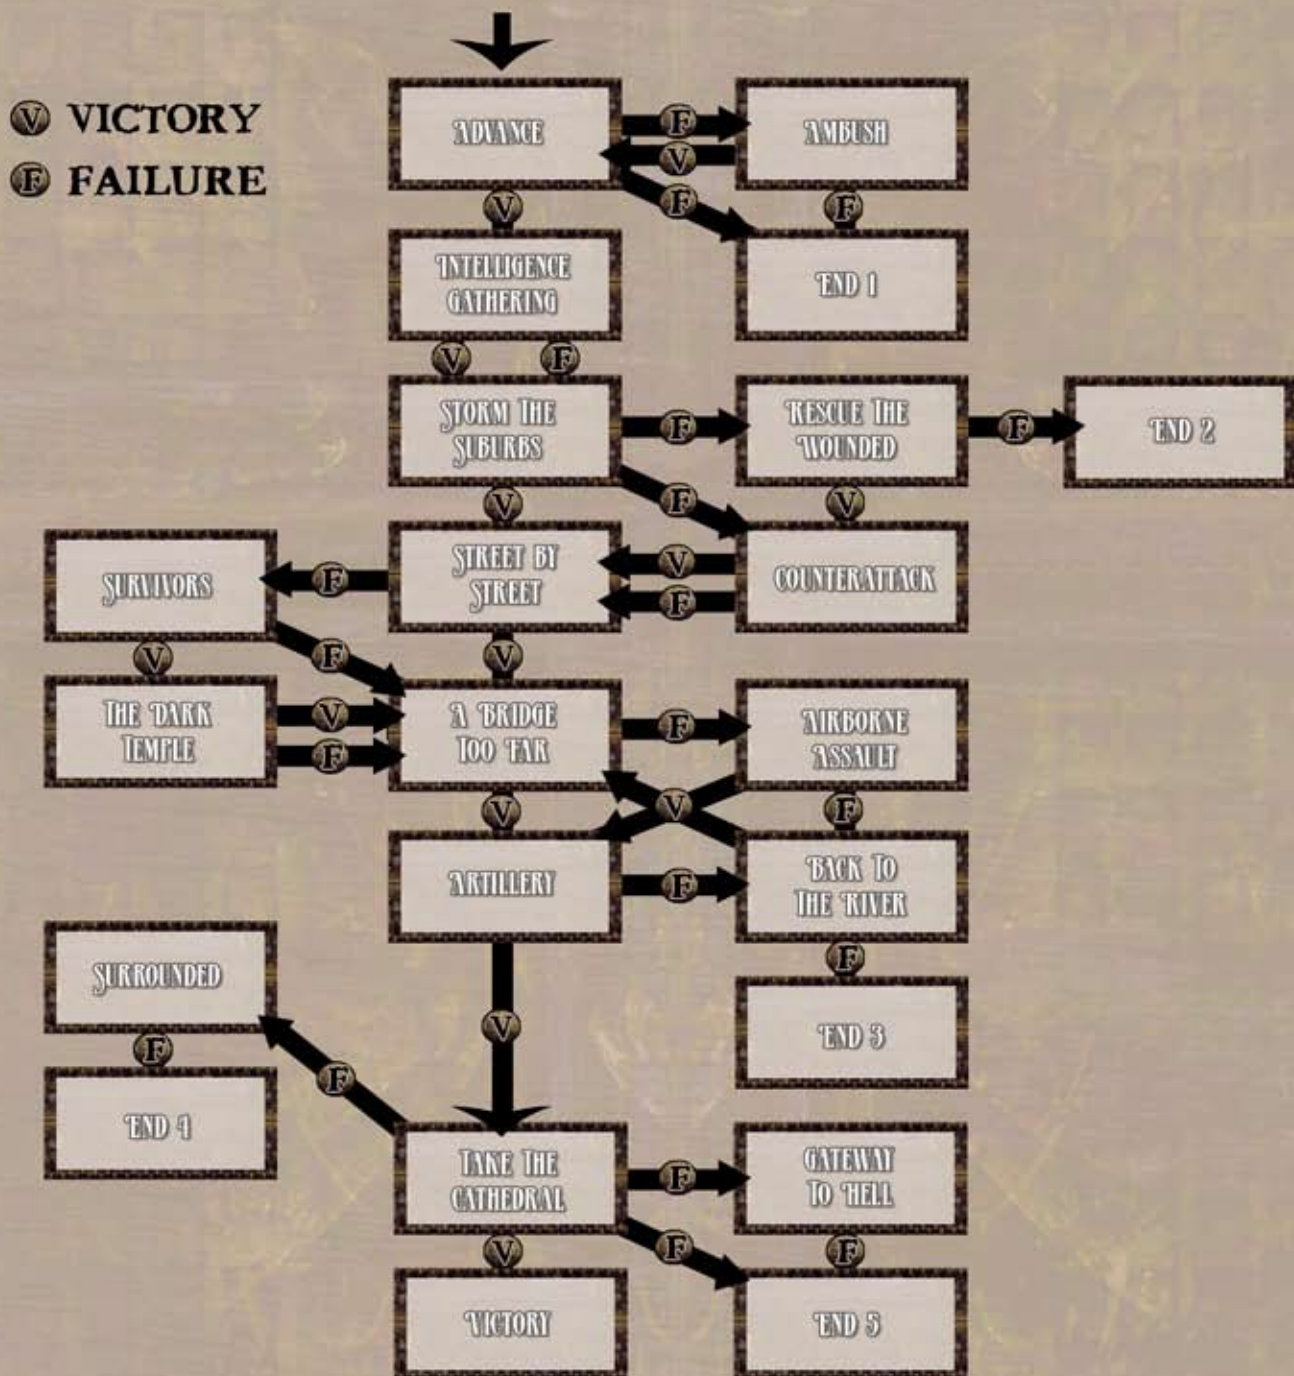 V VICTORY
F FAILURE
ADVANCE
F
AMBUSH
V
F
V
F
INTELLIGENCE
GATHERING
END 1
V
F
STORM THE
SUBURBS
F
RESCUE THE
WOUNDED
F
END 2
V
F
V
SURVIVORS
F
STREET BY
STREET
V
F
COUNTERATTACK
V
F
V
THE DARK
TEMPLE
V
F
A BRIDGE
TOO FAR
F
AIRBORNE
ASSAULT
V
V
F
ARTILLERY
F
BACK TO
THE RIVER
SURROUNDED
F
F
F
V
END 3
END 4
TAKE THE
CATHEDRAL
F
GATEWAY
TO HELL
V
F
F
VICTORY
END 5